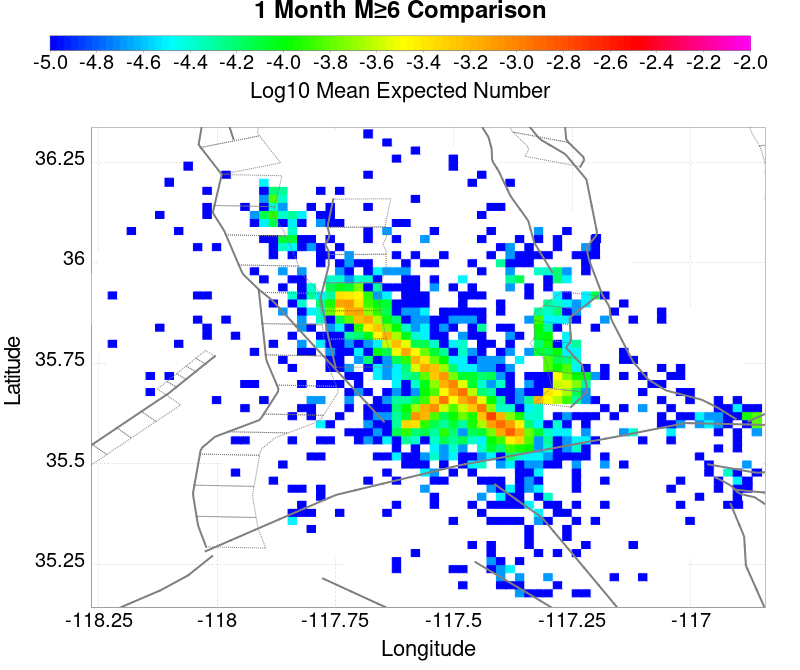 1 Month M≥6 Comparison
-5.0 -4.8 -4.6 -4.4 -4.2 -4.0 -3.8 -3.6 -3.4 -3.2 -3.0 -2.8 -2.6 -2.4 -2.2 -2.0
Log10 Mean Expected Number
36.25
36
35.75
35.5
35.25
Latitude
-118.25 -118 -117.75 -117.5 -117.25 -117
Longitude